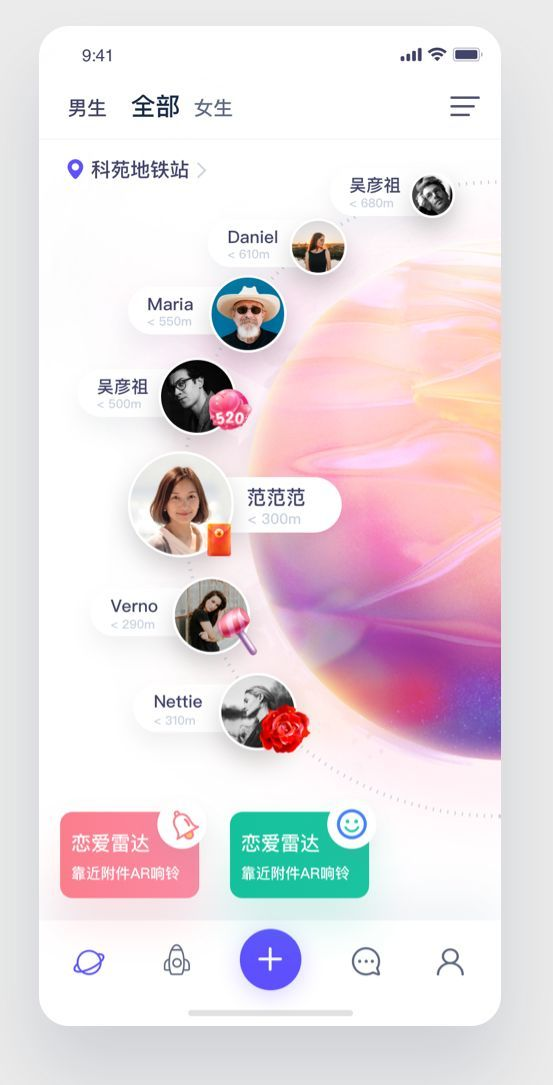 9:41
男生 全部 女生
科苑地铁站
吴彦祖
< 680m
Daniel
< 610m
Maria
< 550m
吴彦祖
< 500m
520
范范范
< 300m
Verno
< 290m
Nettie
< 310m
恋爱雷达
靠近附件AR响铃
恋爱雷达
靠近附件AR响铃